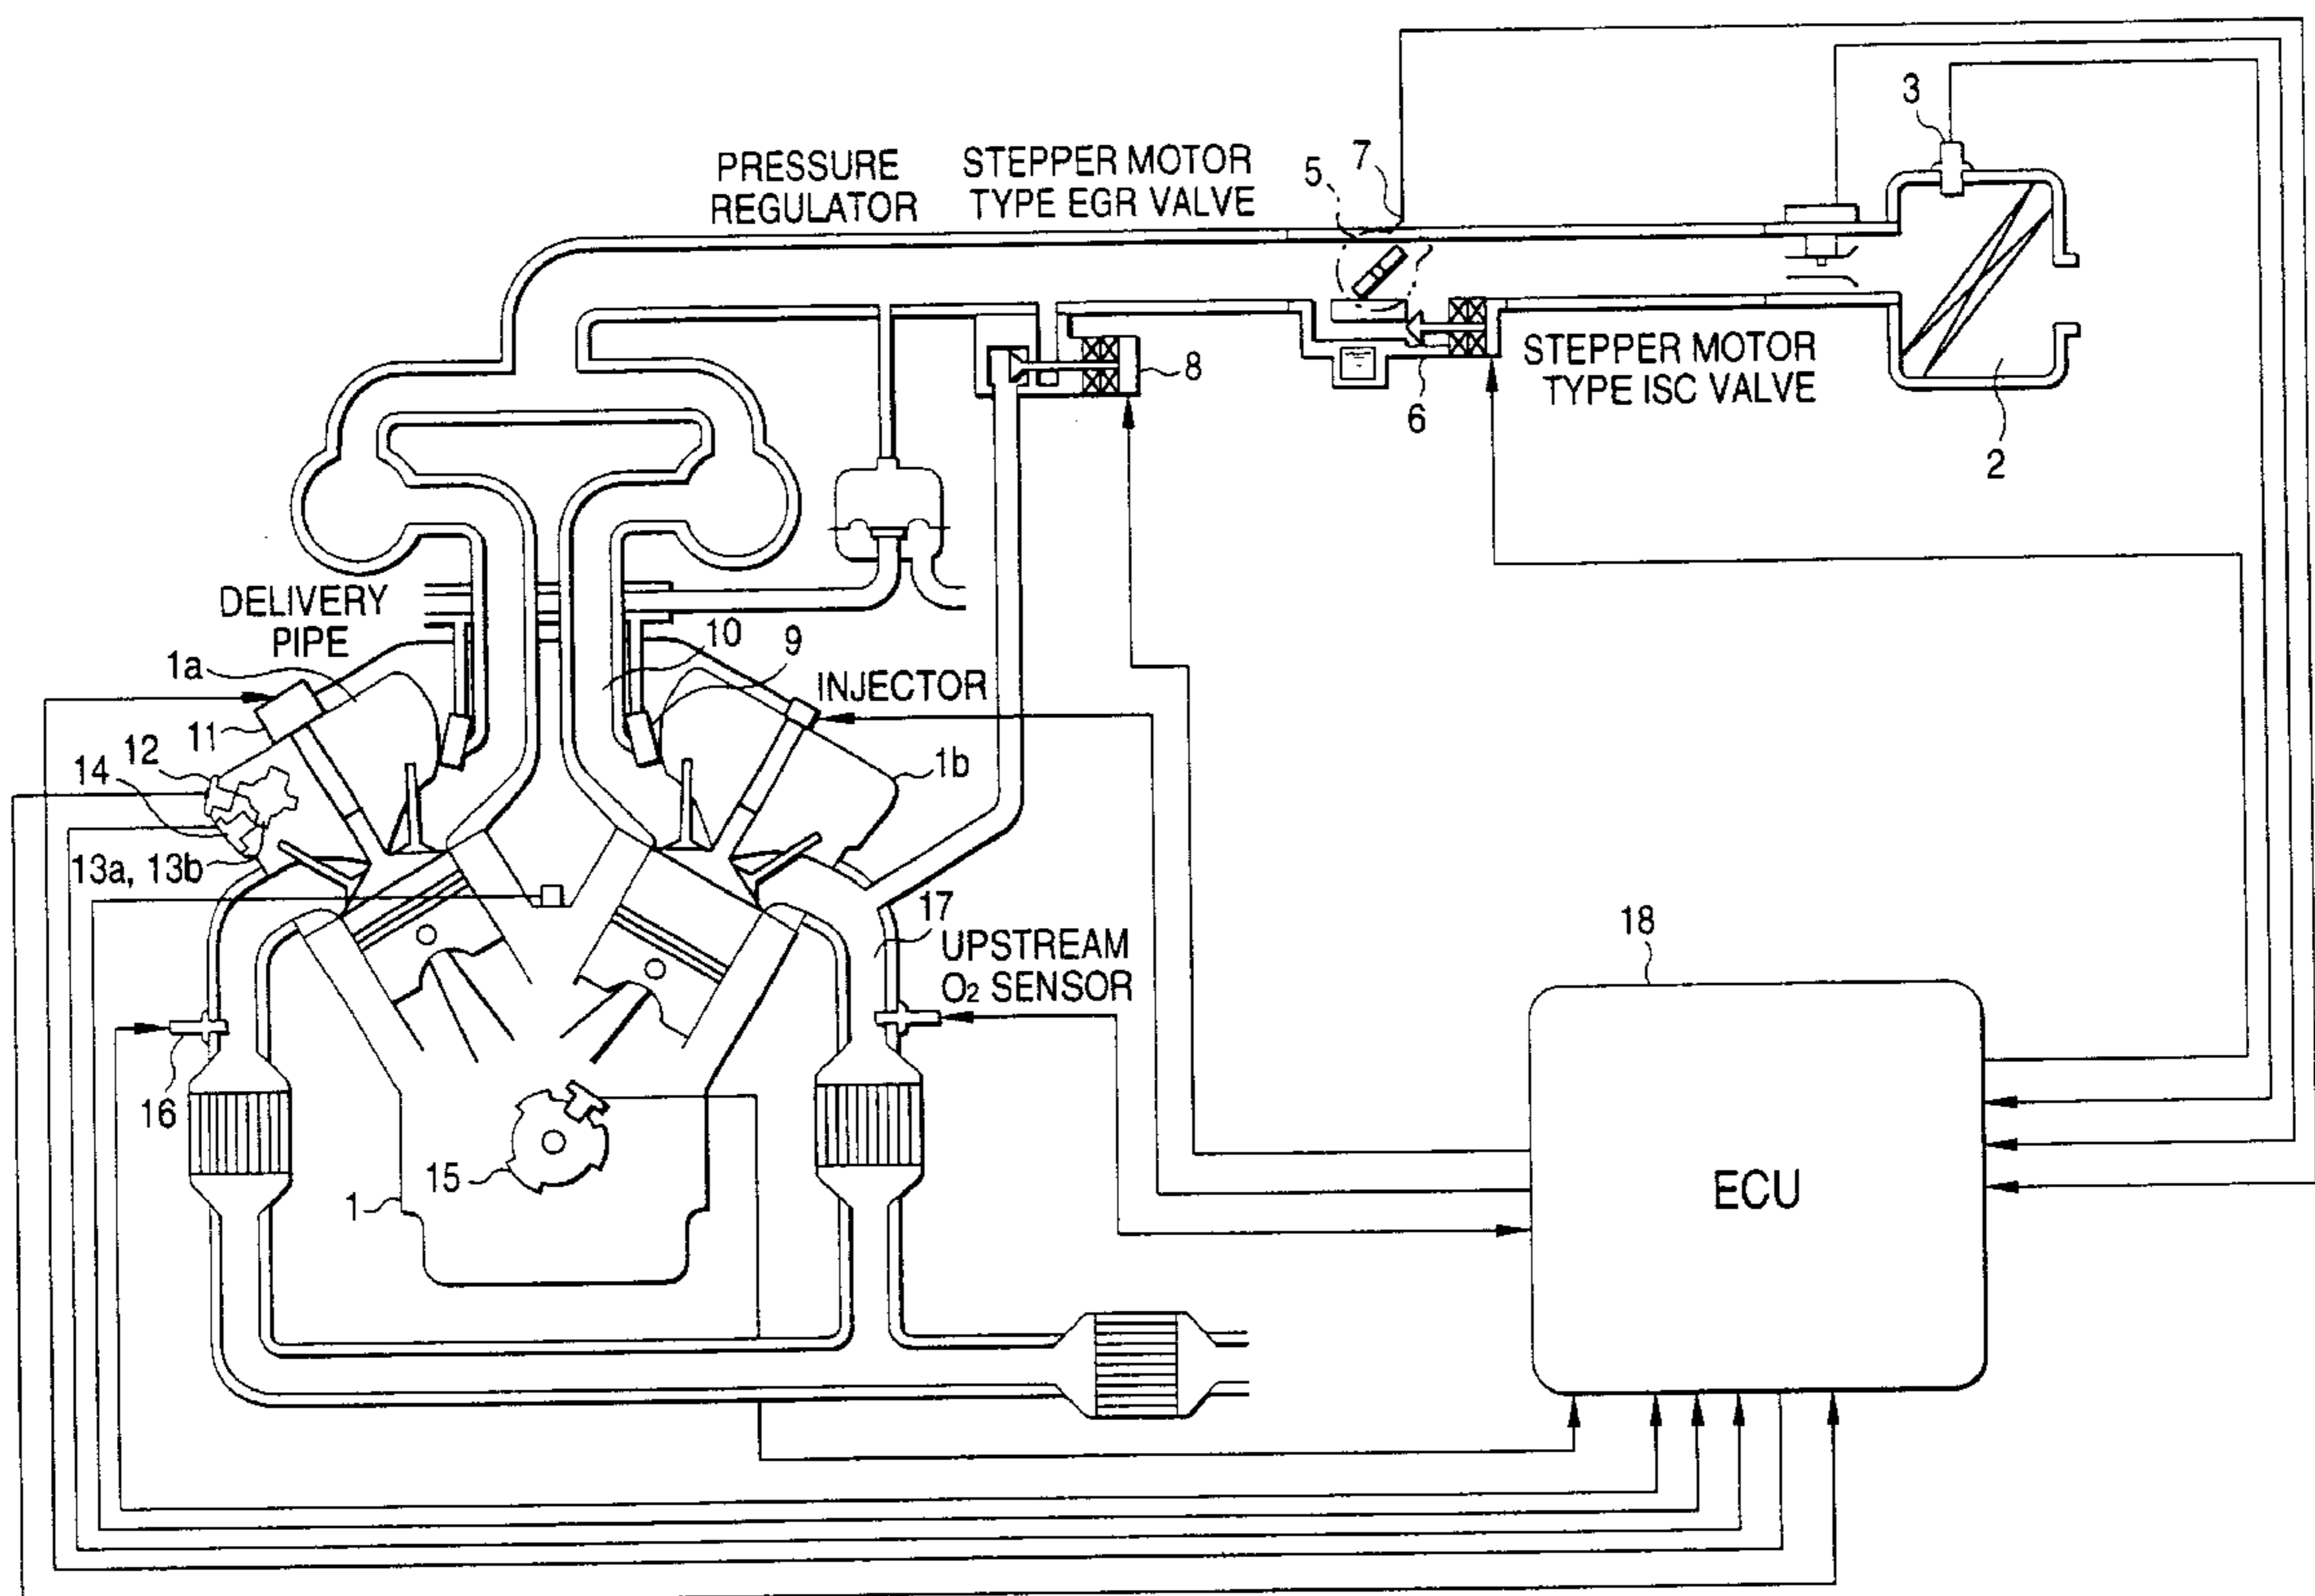 3
PRESSURE
REGULATOR
STEPPER MOTOR
TYPE EGR VALVE
5
7
8
6
STEPPER MOTOR
TYPE ISC VALVE
2
DELIVERY
PIPE
1a
10
9
INJECTOR
11
12
14
1b
13a, 13b
17
UPSTREAM
O₂ SENSOR
18
16
15
1
ECU